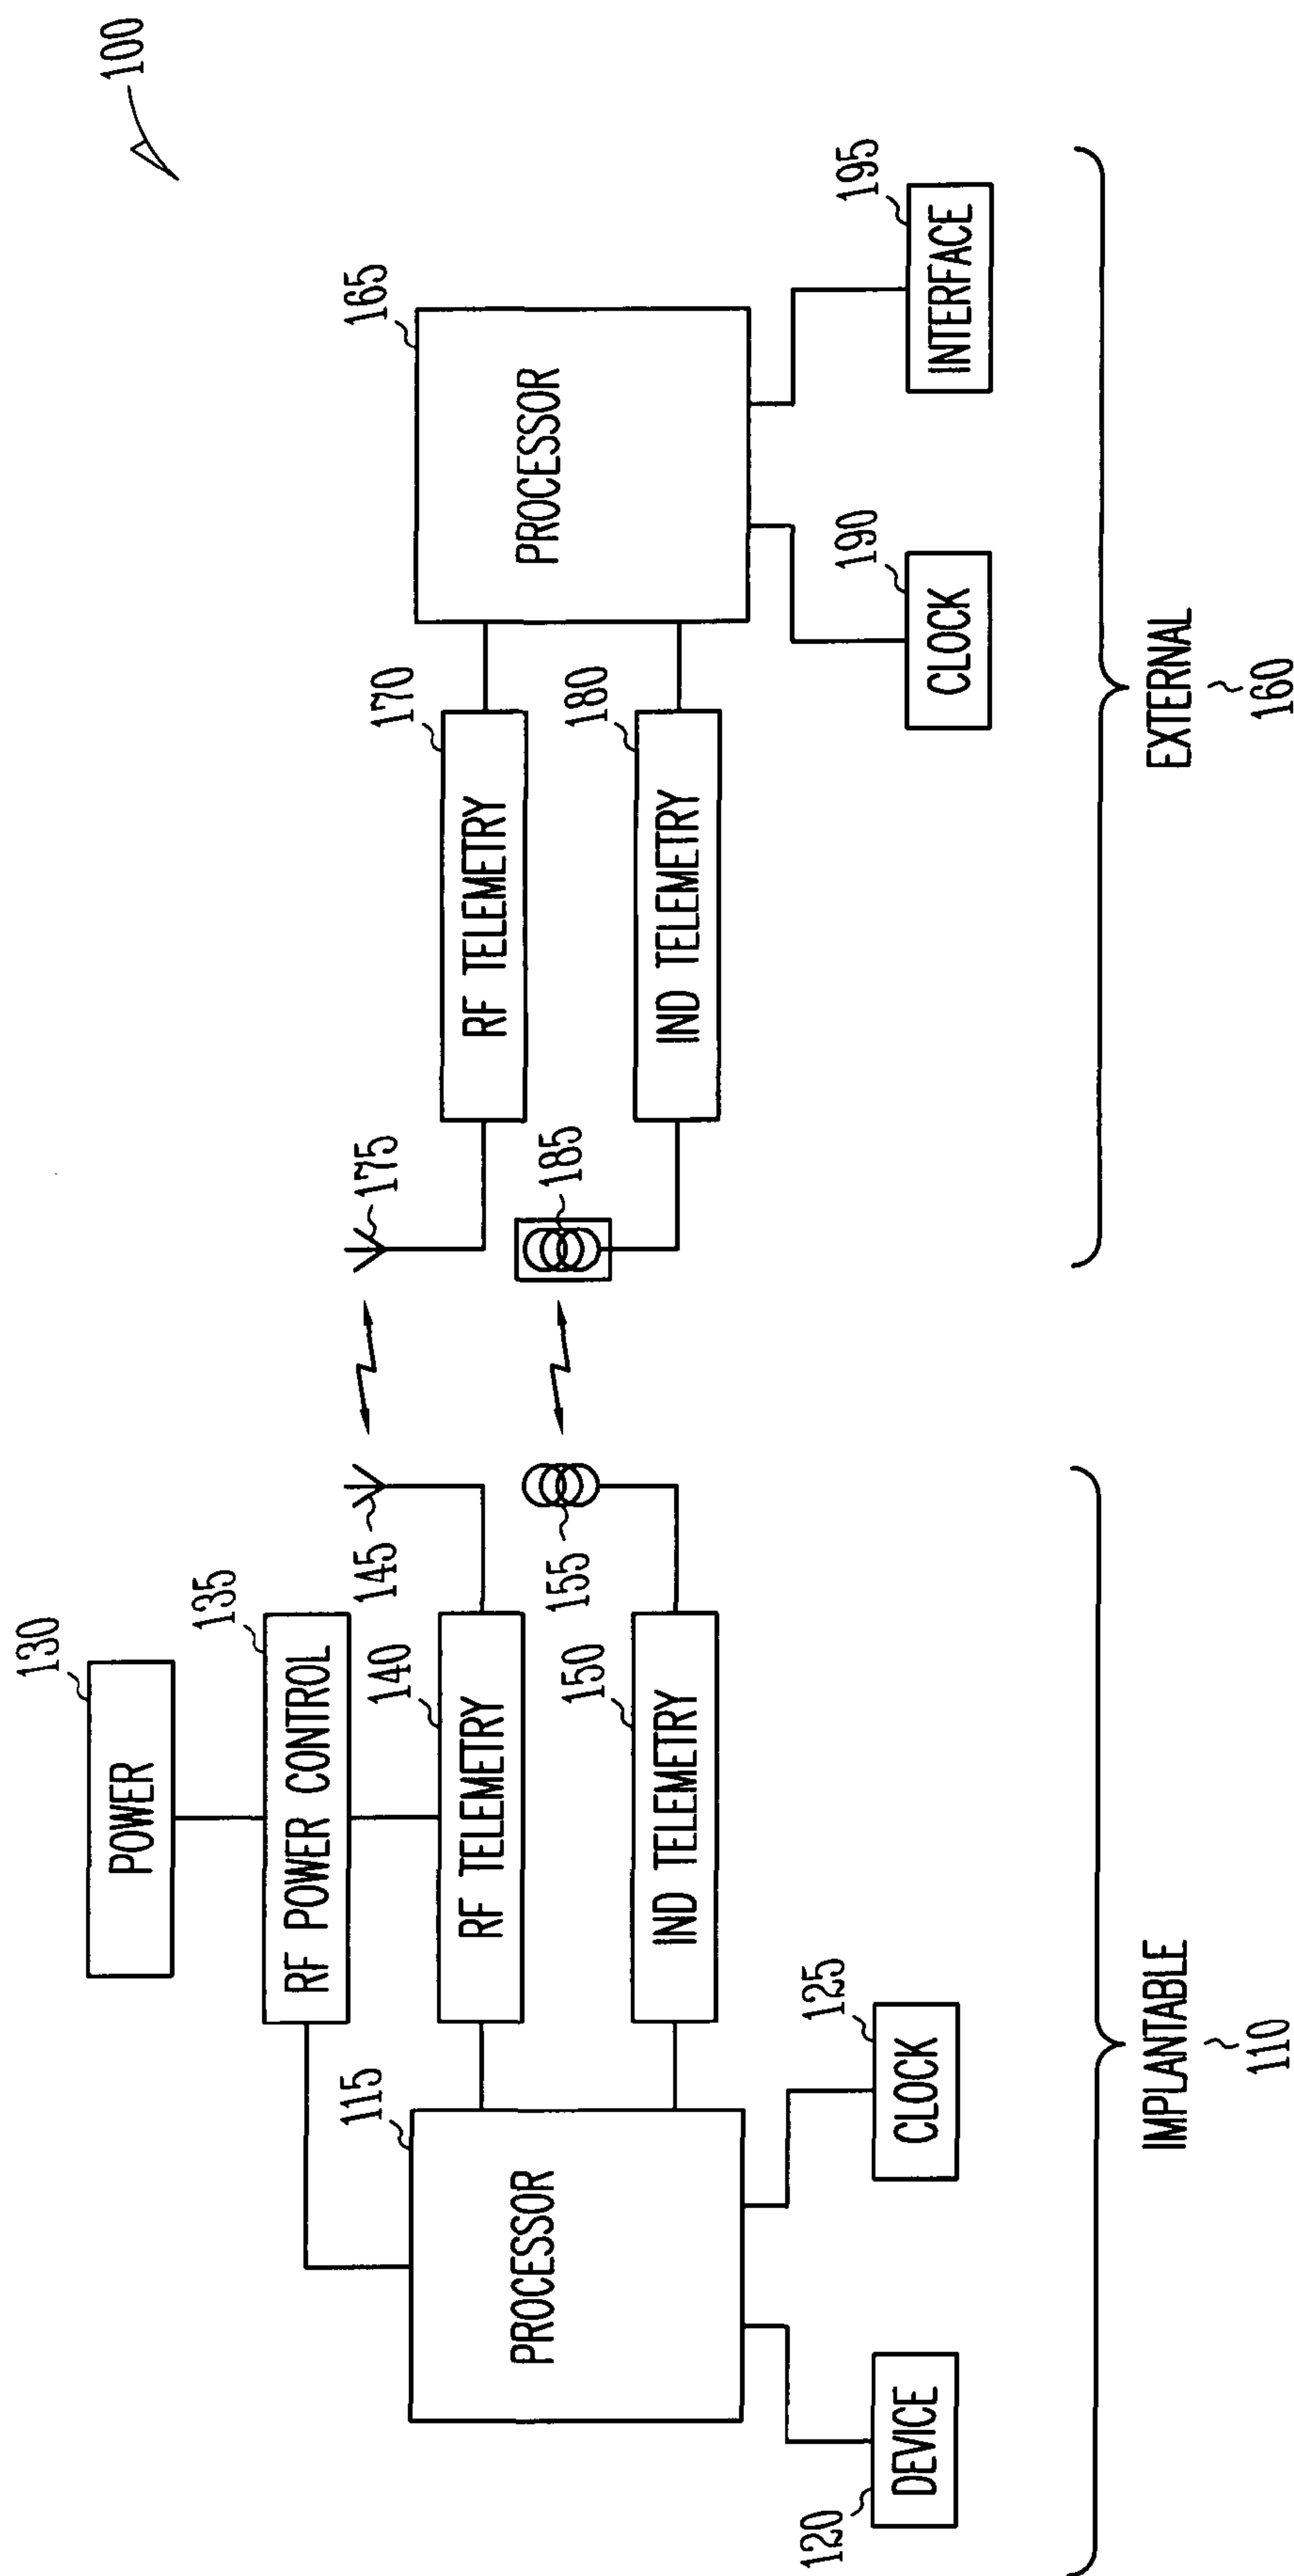 100
130
POWER
135
RF POWER CONTROL
140
RF TELEMETRY
145
150
IND TELEMETRY
155
115
PROCESSOR
120
DEVICE
125
CLOCK
IMPLANTABLE
110
175
170
RF TELEMETRY
185
180
IND TELEMETRY
165
PROCESSOR
190
CLOCK
195
INTERFACE
EXTERNAL
160